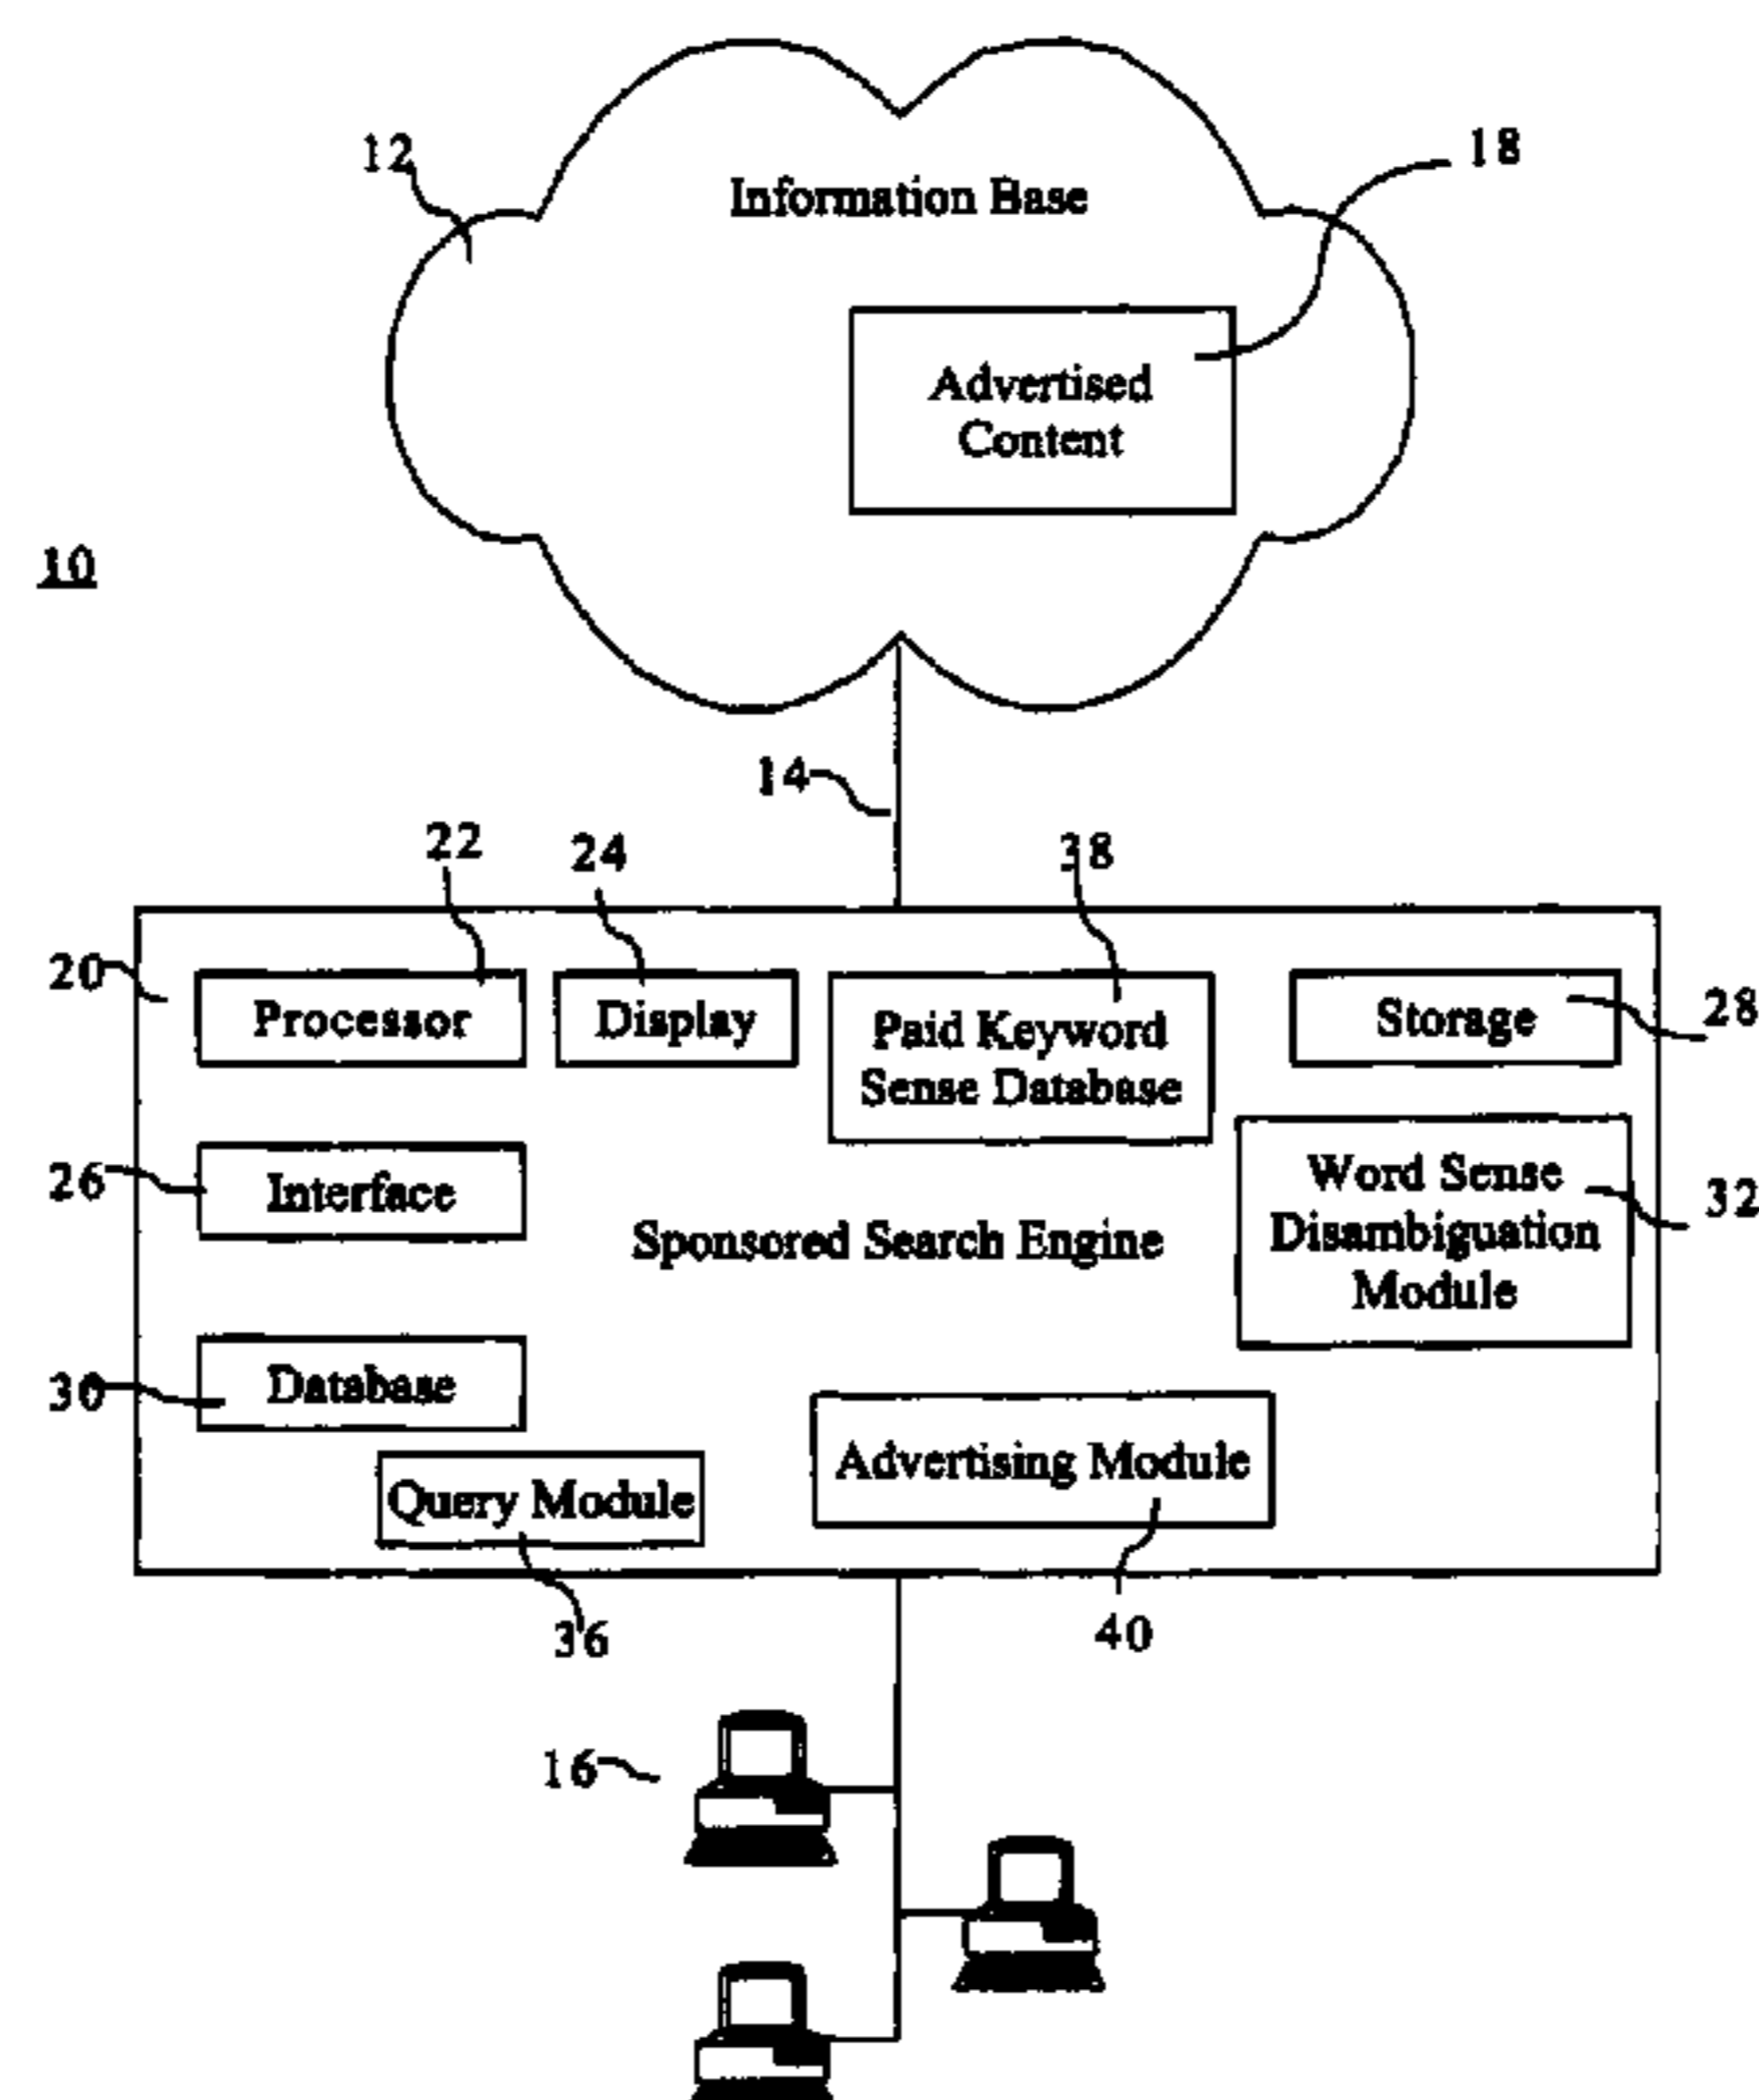 12
18
Information Base
Advertised
Content
10
14
22
24
38
20
Processor
Display
Paid Keyword
Sense Database
Storage
28
26
Interface
Word Sense
Disambiguation
Module
32
Sponsored Search Engine
30
Database
Advertising Module
Query Module
36
40
16